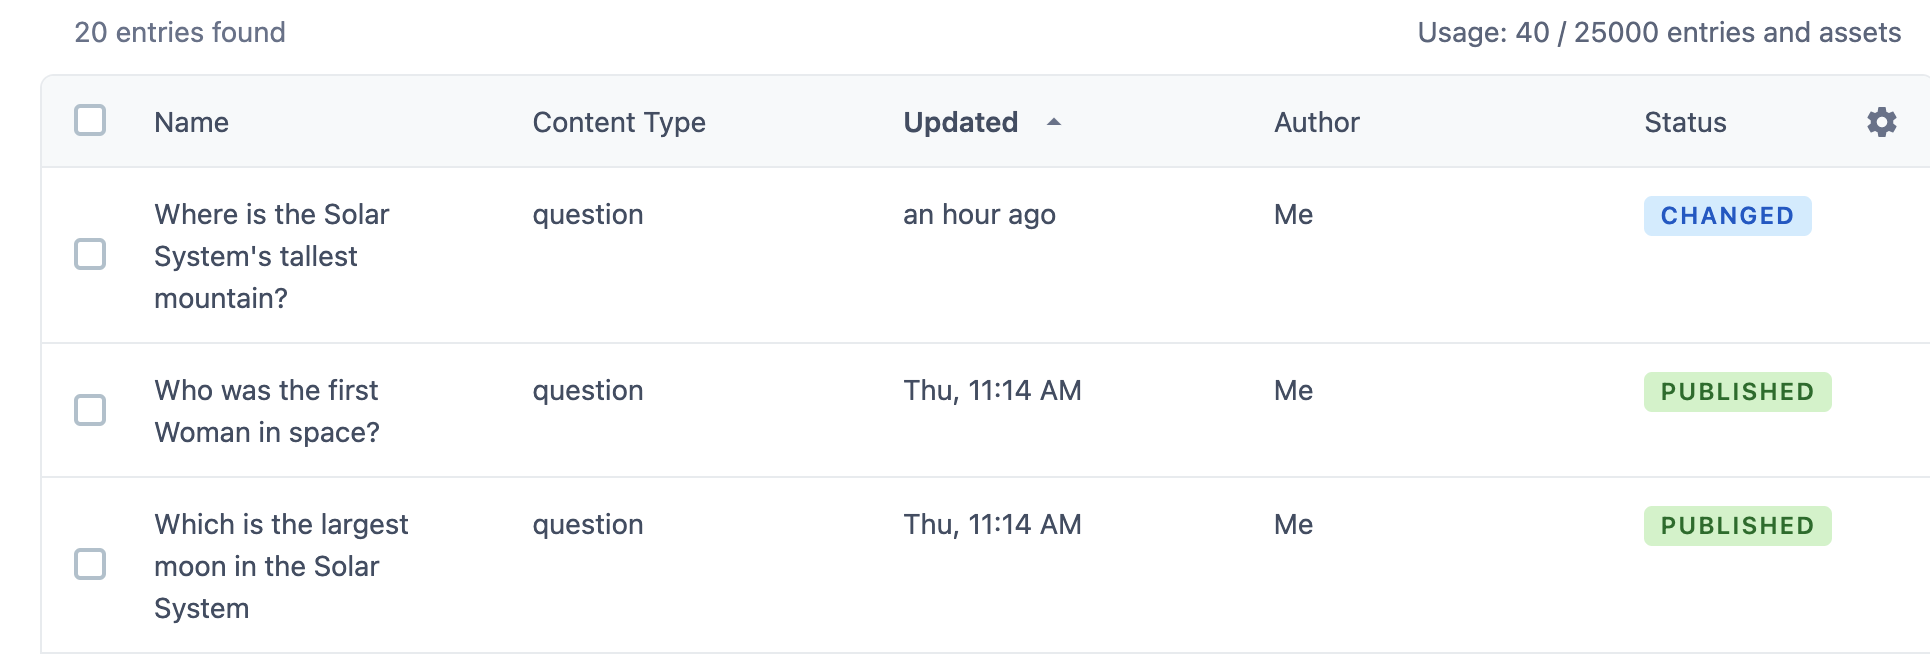 20 entries found
Usage: 40 / 25000 entries and assets
Name Content Type Updated Author Status
Where is the Solar System's tallest mountain? question an hour ago Me CHANGED
Who was the first Woman in space? question Thu, 11:14 AM Me PUBLISHED
Which is the largest moon in the Solar System question Thu, 11:14 AM Me PUBLISHED